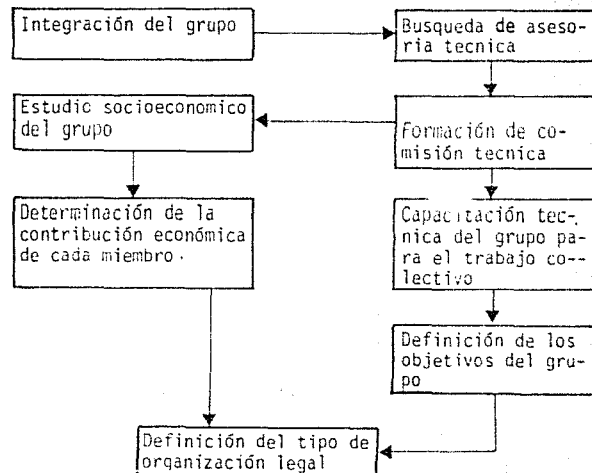 Integración del grupo
Busqueda de aseso-
ria tecnica
Estudio socioeconomico
del grupo
Formación de co-
misión tecnica
Determinación de la
contribución económica
de cada miembro.
Capacitación tec-
nica del grupo pa-
ra el trabajo co-
lectivo
Definición de los
objetivos del gru-
po
Definición del tipo de
organización legal